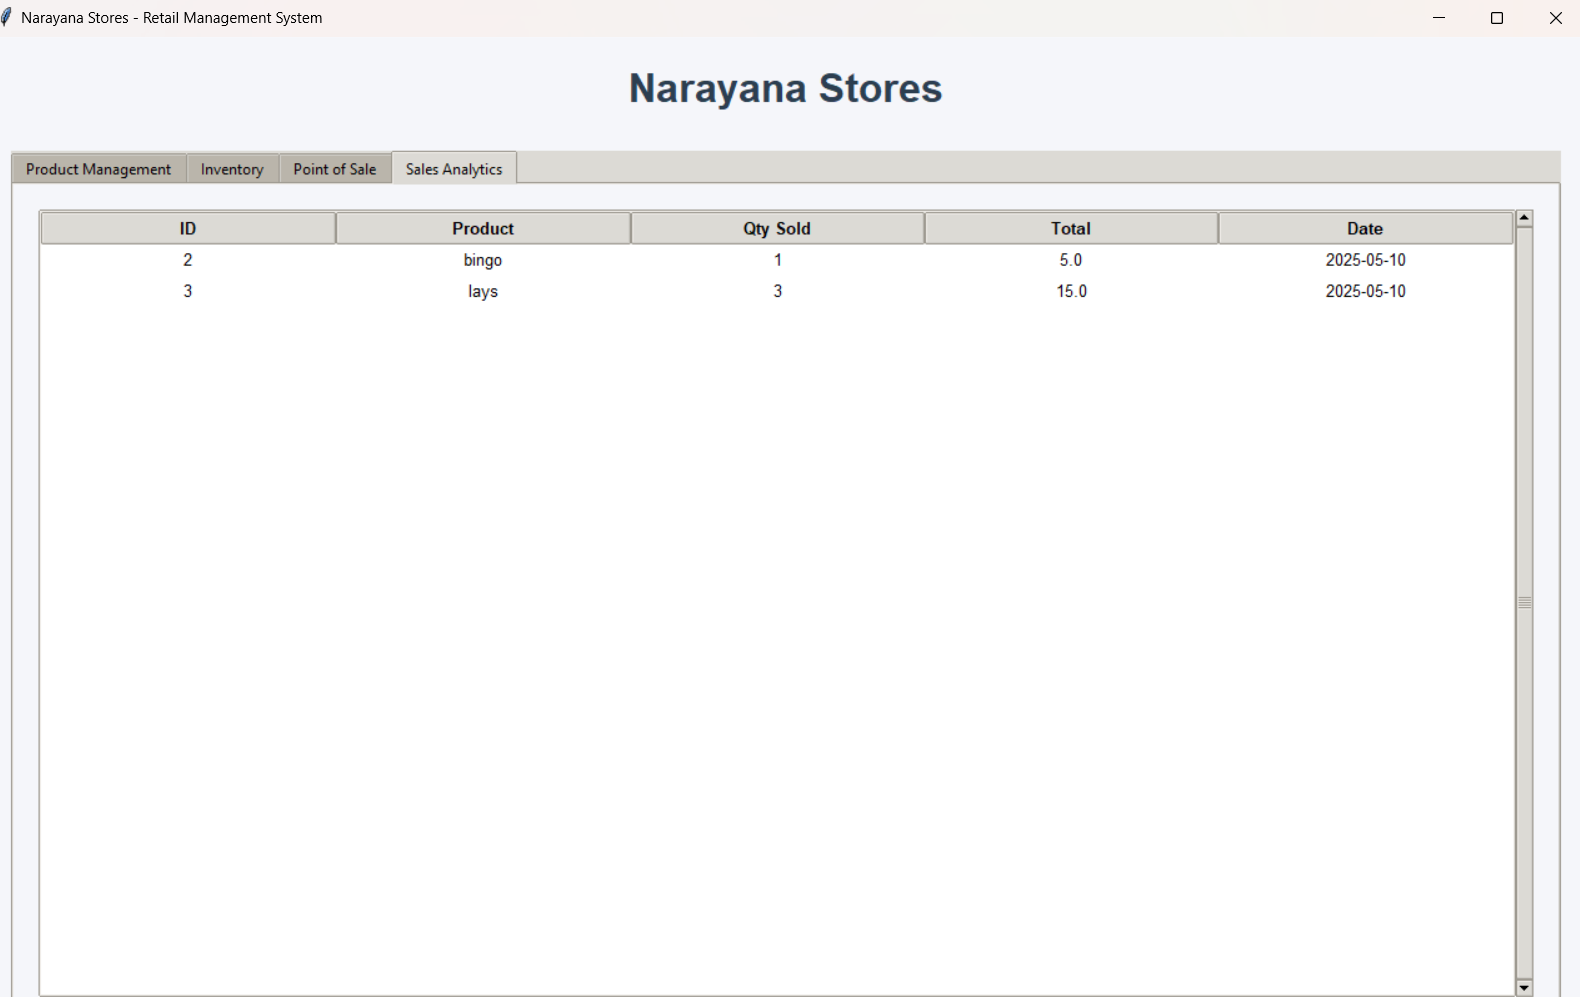 Narayana Stores - Retail Management System
Narayana Stores
Product Management Inventory Point of Sale Sales Analytics
ID Product Qty Sold Total Date
2 bingo 1 5.0 2025-05-10
3 lays 3 15.0 2025-05-10